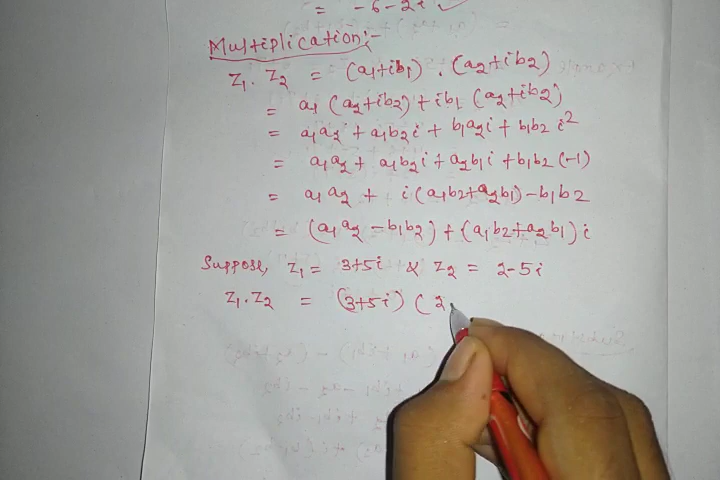 = -6-2i ✓
Multiplication:-
Z1. Z2 = (a1+ib1) . (a2+ib2)
= a1 (a2+ib2) + ib1 (a2+ib2)
= a1a2 + a1b2i + b1a2i + b1b2 i²
= a1a2 + a1b2i + a2b1i + b1b2 (-1)
= a1a2 + i(a1b2+a2b1)-b1b2
= (a1a2-b1b2)+(a1b2+a2b1)i
Suppose, Z1 = 3+5i & Z2 = 2-5i
Z1.Z2 = (3+5i) (2